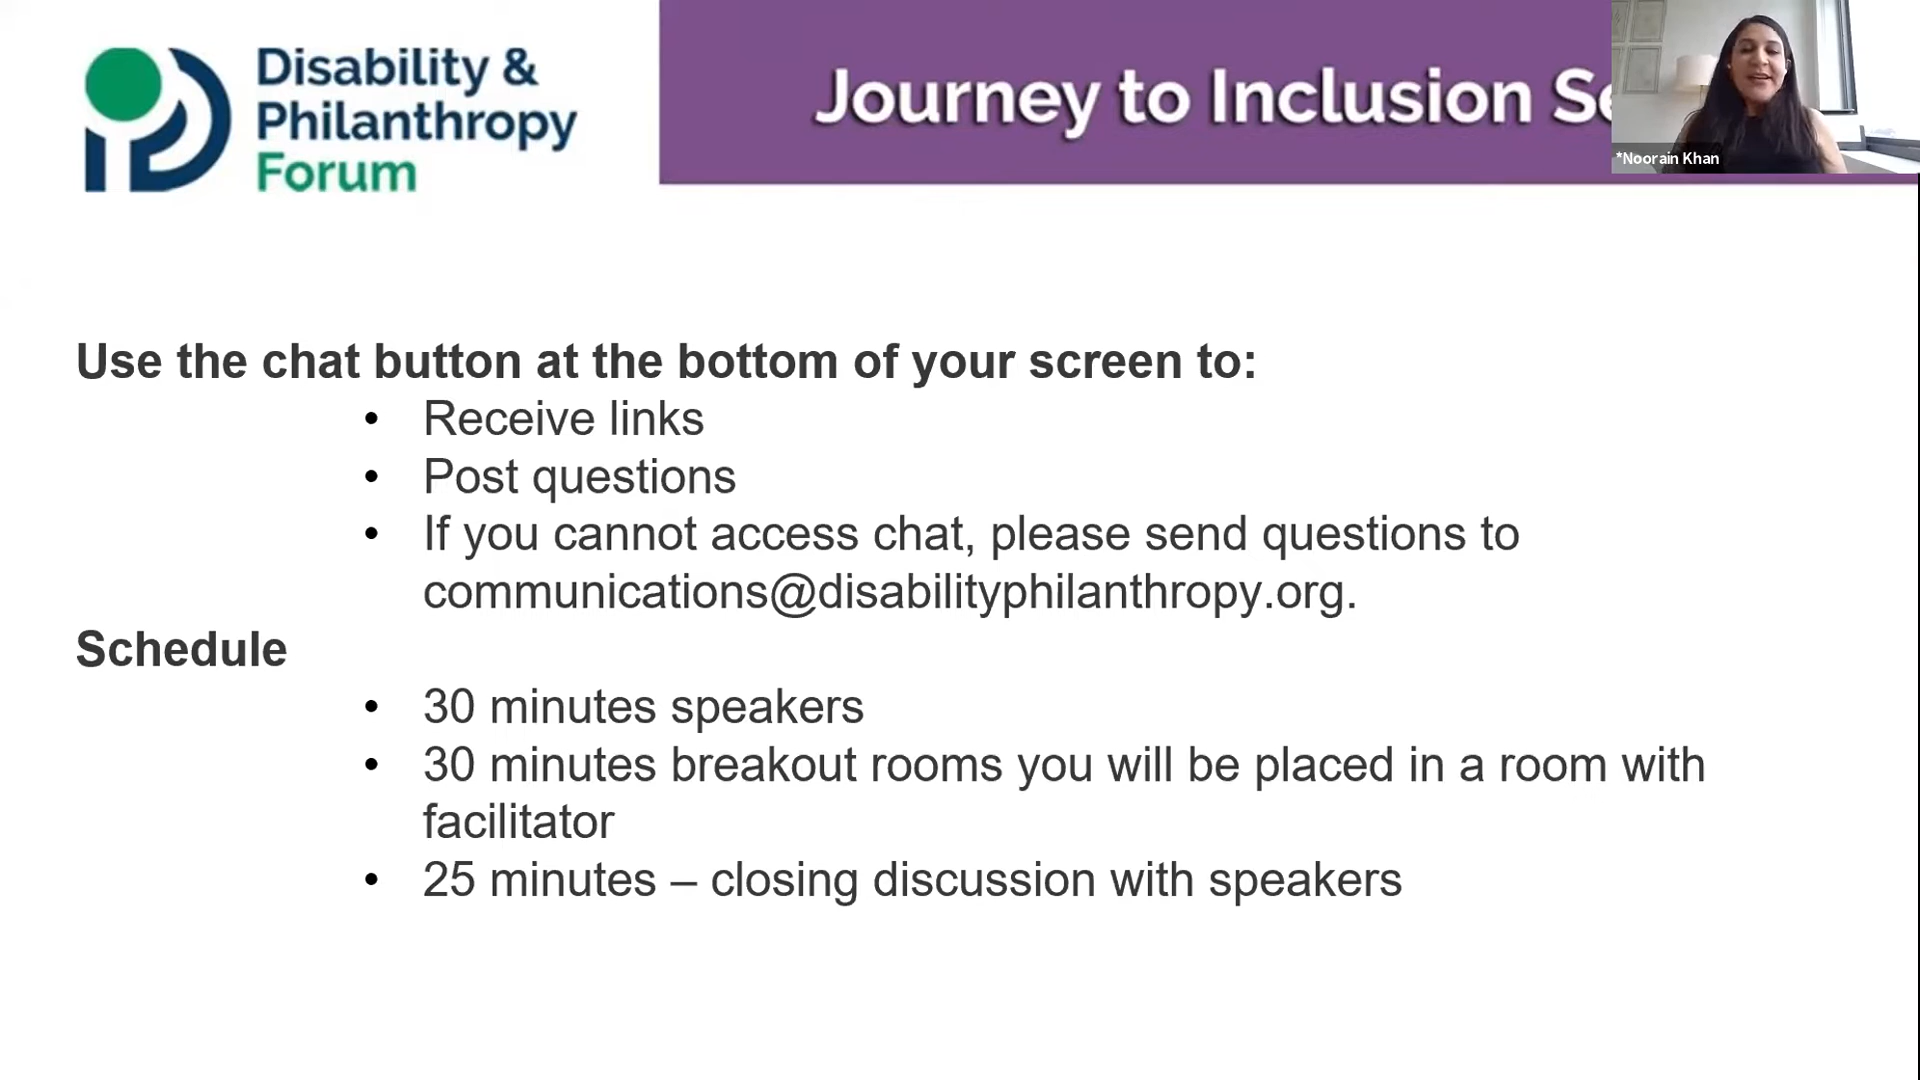 Disability &
Philanthropy
Forum
Journey to Inclusion Se
*Noorain Khan
Use the chat button at the bottom of your screen to:
• Receive links
• Post questions
• If you cannot access chat, please send questions to
communications@disabilityphilanthropy.org.
Schedule
• 30 minutes speakers
• 30 minutes breakout rooms you will be placed in a room with
facilitator
• 25 minutes – closing discussion with speakers